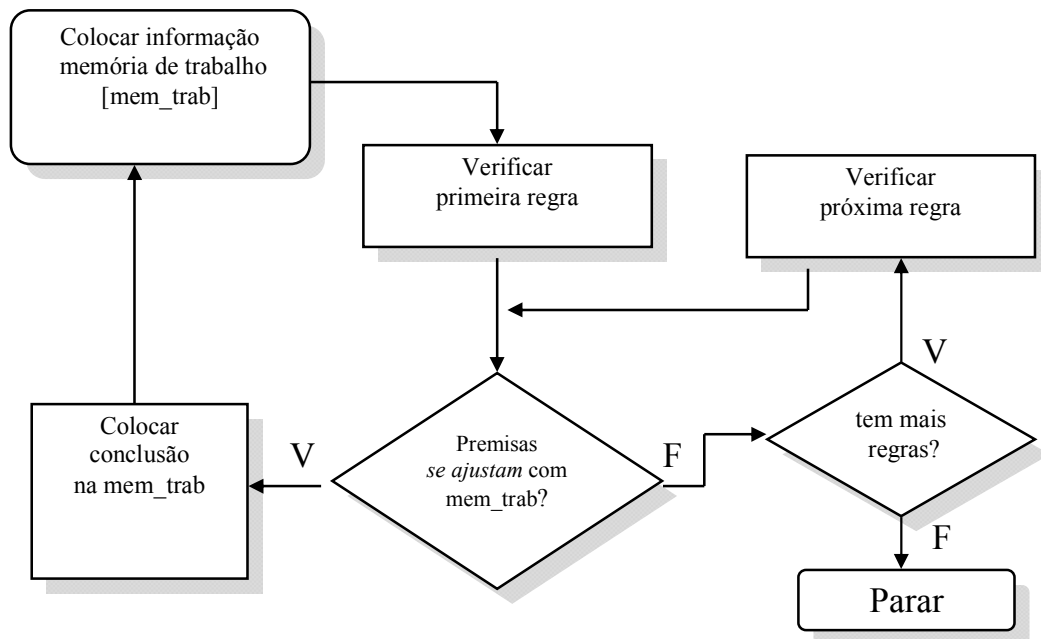 Colocar informação
memória de trabalho
[mem_trab]
Verificar
primeira regra
Verificar
próxima regra
V
Colocar
conclusão
na mem_trab
V
Premisas
se ajustam com
mem_trab?
F
tem mais
regras?
F
Parar